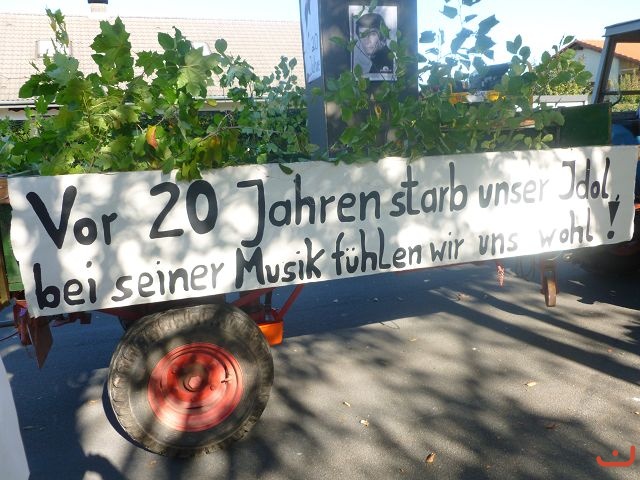 Vor 20 Jahren starb unser Idol,
bei seiner Musik fühlen wir uns wohl!